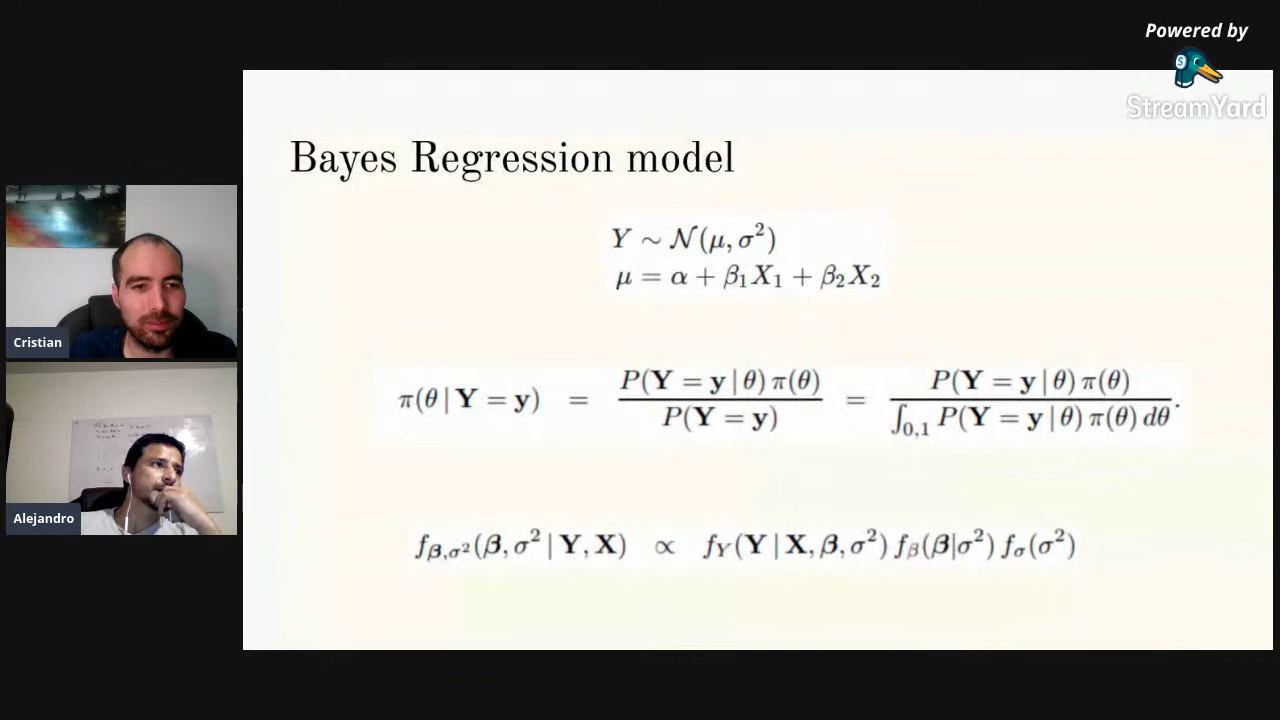 Powered by
StreamYard
Bayes Regression model
Y ∼ 𝒩(μ, σ²)
μ = α + β₁X₁ + β₂X₂
π(θ | Y = y) = P(Y = y | θ) π(θ) / P(Y = y) = P(Y = y | θ) π(θ) / ∫₀,₁ P(Y = y | θ) π(θ) dθ.
f_{β,σ²}(β, σ² | Y, X) ∝ f_Y(Y | X, β, σ²) f_β(β|σ²) f_σ(σ²)
Cristian
Alejandro